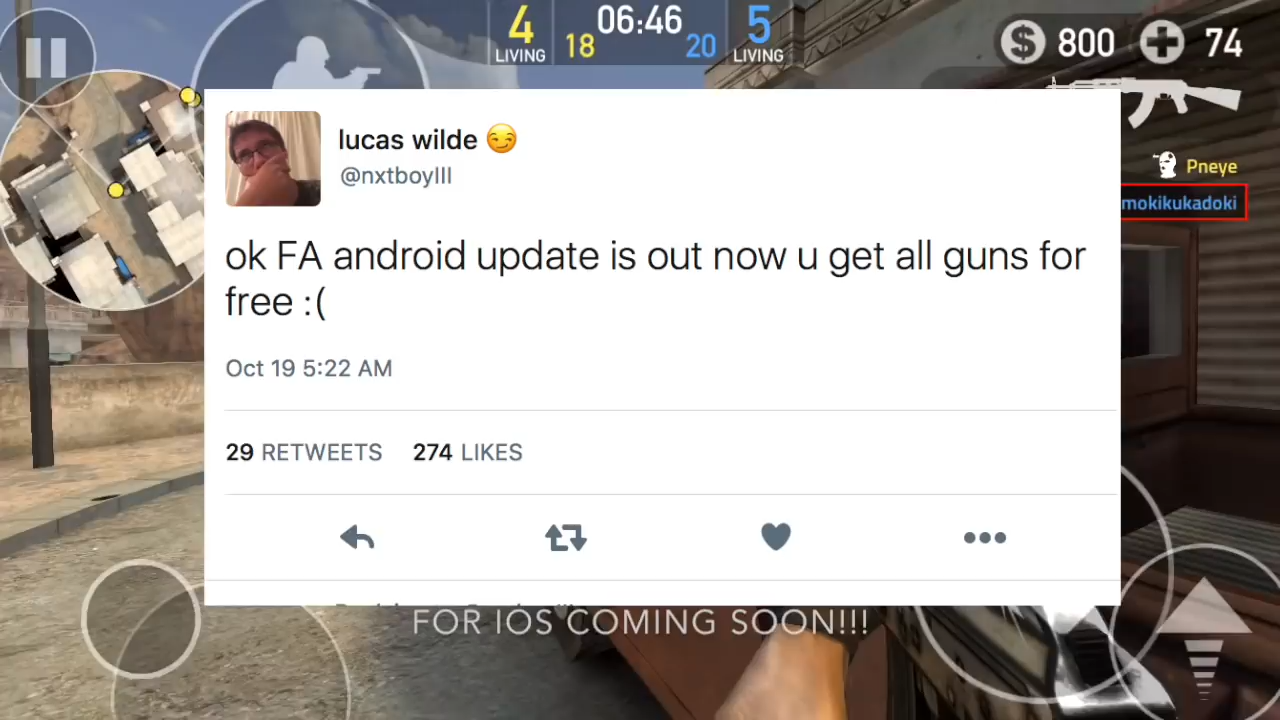 4
LIVING
18
06:46
20
5
LIVING
800
74
Pneye
mokikukadoki
lucas wilde 😏
@nxtboyIII
ok FA android update is out now u get all guns for
free :(
Oct 19 5:22 AM
29 RETWEETS 274 LIKES
FOR IOS COMING SOON!!!